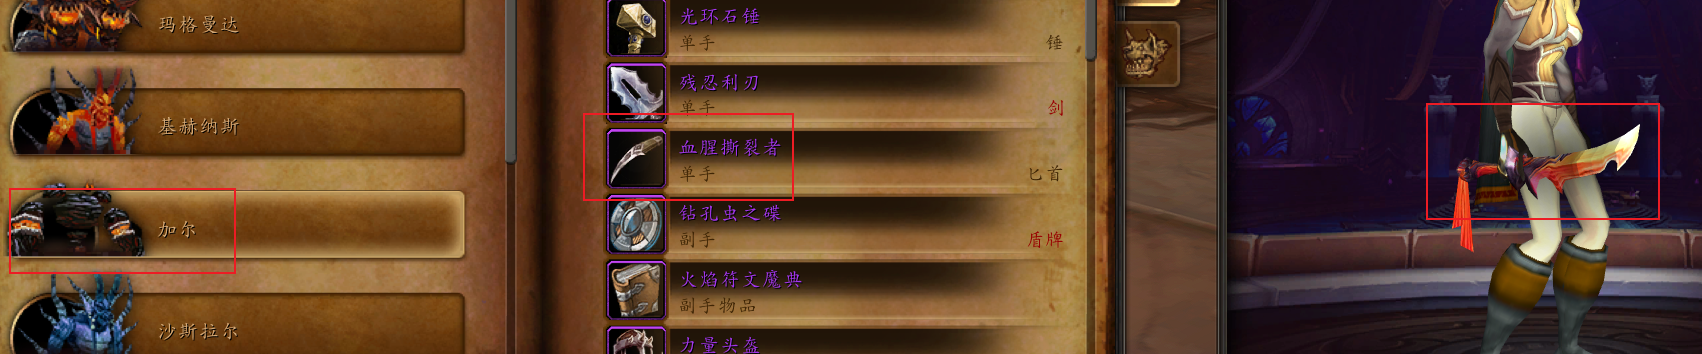 玛格曼达
基赫纳斯
加尔
沙斯拉尔
光环石锤
单手
锤
残忍利刃
单手
剑
血腥撕裂者
单手
匕首
钻孔虫之碟
副手
盾牌
火焰符文魔典
副手物品
力量头盔